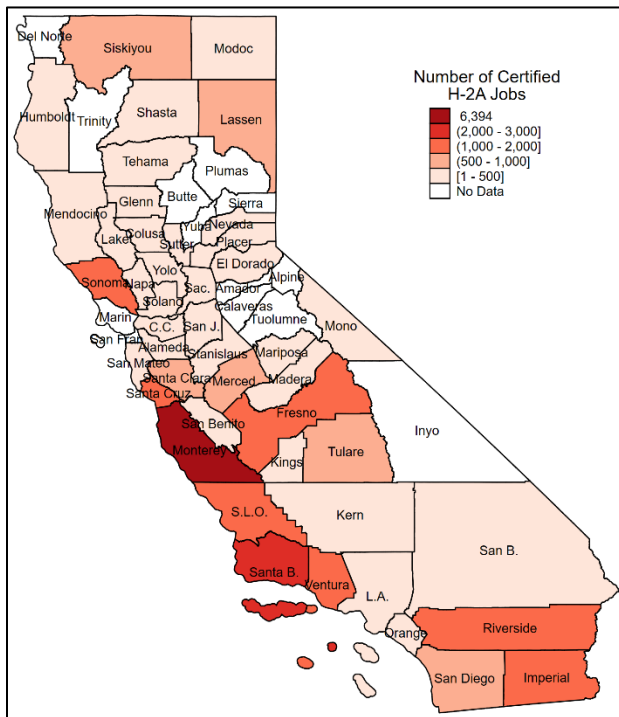 Number of Certified
H-2A Jobs
6,394
(2,000 - 3,000]
(1,000 - 2,000]
(500 - 1,000]
[1 - 500]
No Data
Del Norte
Siskiyou
Modoc
Humboldt
Trinity
Shasta
Lassen
Tehama
Plumas
Mendocino
Glenn
Butte
Sierra
Lake
Colusa
Sutter
Yuba
Nevada
Placer
Sonoma
Napa
Yolo
El Dorado
Solano
Sac.
Amador
Alpine
Marin
Calaveras
Tuolumne
Mono
C.C.
San J.
San Fran
Alameda
Stanislaus
Mariposa
San Mateo
Santa Clara
Merced
Madera
Santa Cruz
San Benito
Fresno
Inyo
Monterey
Kings
Tulare
S.L.O.
Kern
San B.
Santa B.
Ventura
L.A.
Orange
Riverside
San Diego
Imperial